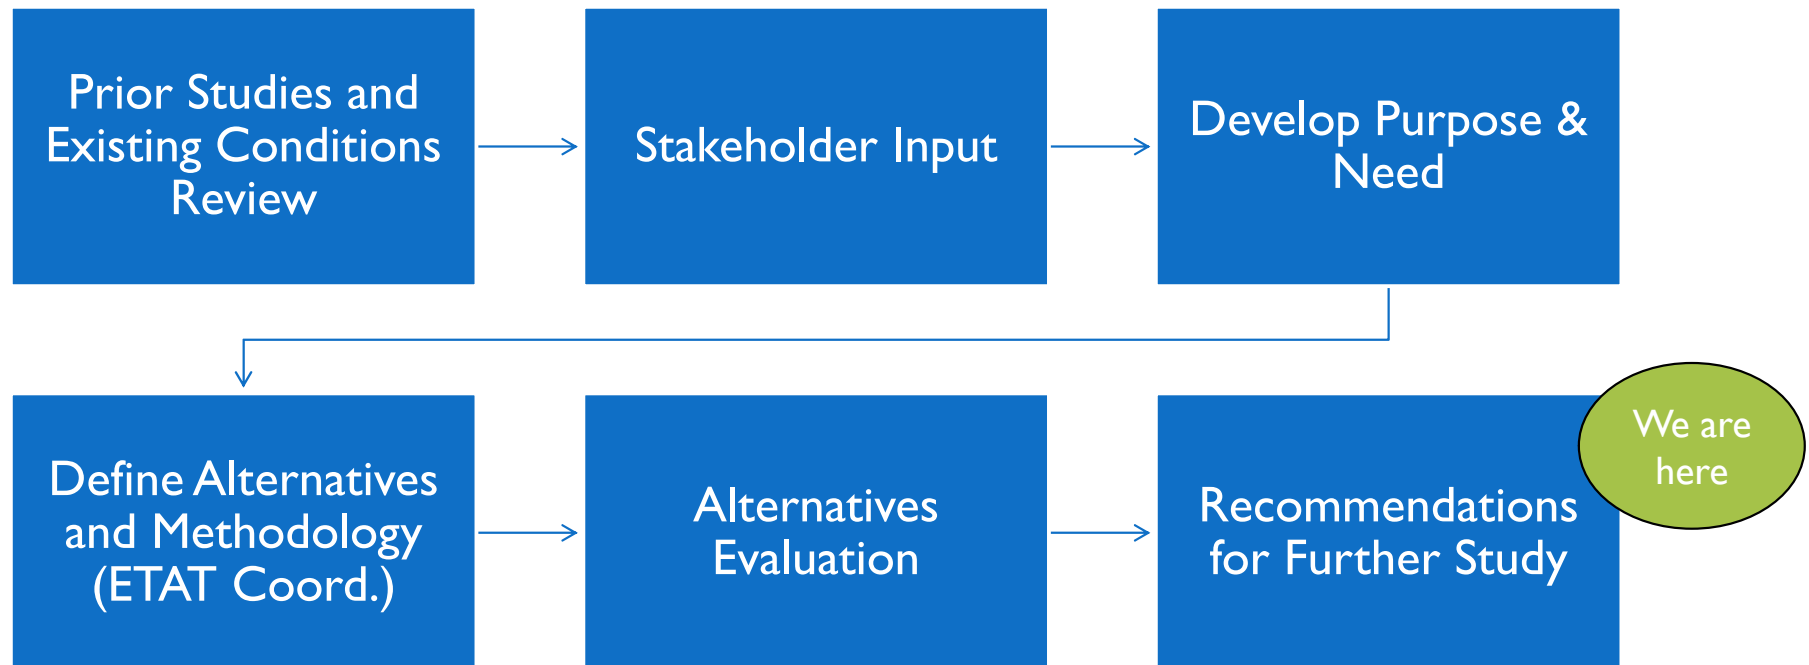 Prior Studies and
Existing Conditions
Review
Stakeholder Input
Develop Purpose &
Need
Define Alternatives
and Methodology
(ETAT Coord.)
Alternatives
Evaluation
Recommendations
for Further Study
We are
here